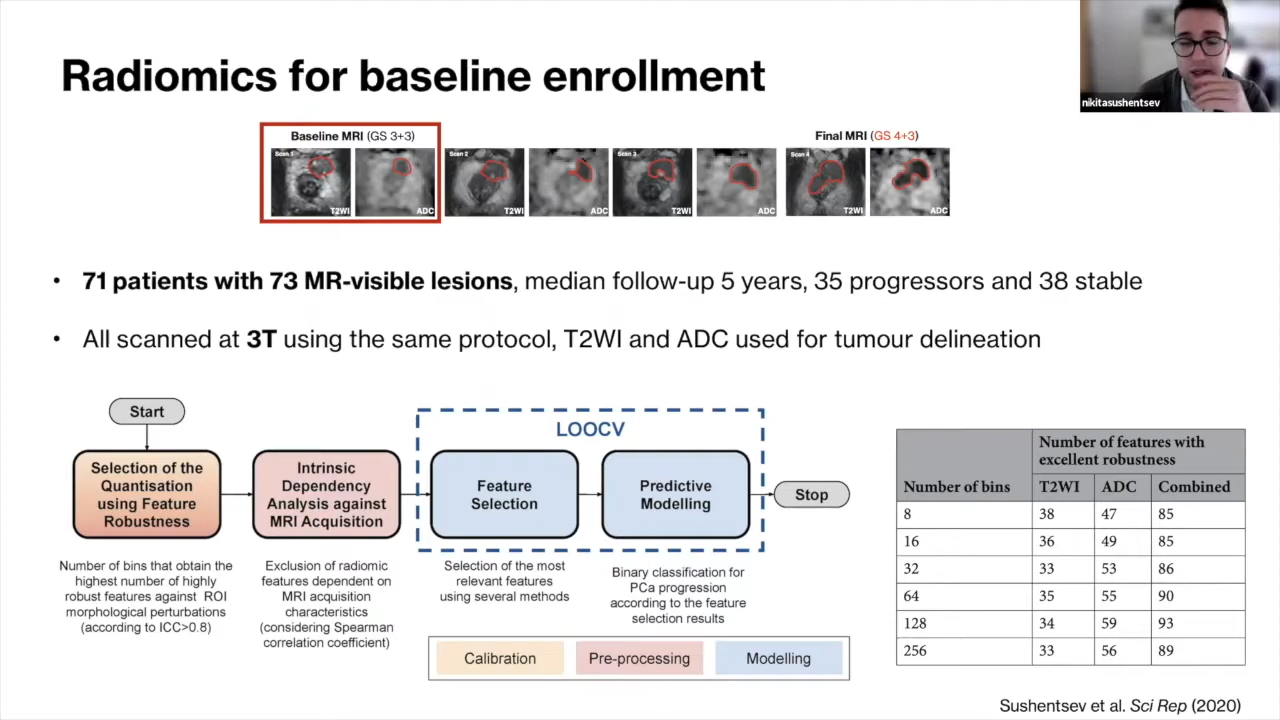 Radiomics for baseline enrollment
nikitasushentsev
Baseline MRI (GS 3+3)
Final MRI (GS 4+3)
Scan 1
T2WI
ADC
Scan 2
T2WI
ADC
Scan 3
T2WI
ADC
Scan 4
T2WI
ADC
• 71 patients with 73 MR-visible lesions, median follow-up 5 years, 35 progressors and 38 stable
• All scanned at 3T using the same protocol, T2WI and ADC used for tumour delineation
Start
LOOCV
Selection of the
Quantisation
using Feature
Robustness
Intrinsic
Dependency
Analysis against
MRI Acquisition
Feature
Selection
Predictive
Modelling
Stop
Number of bins that obtain the
highest number of highly
robust features against ROI
morphological perturbations
(according to ICC>0.8)
Exclusion of radiomic
features dependent on
MRI acquisition
characteristics
(considering Spearman
correlation coefficient)
Selection of the most
relevant features
using several methods
Binary classification for
PCa progression
according to the feature
selection results
Calibration
Pre-processing
Modelling
Number of features with
excellent robustness
Number of bins T2WI ADC Combined
8 38 47 85
16 36 49 85
32 33 53 86
64 35 55 90
128 34 59 93
256 33 56 89
Sushentsev et al. Sci Rep (2020)